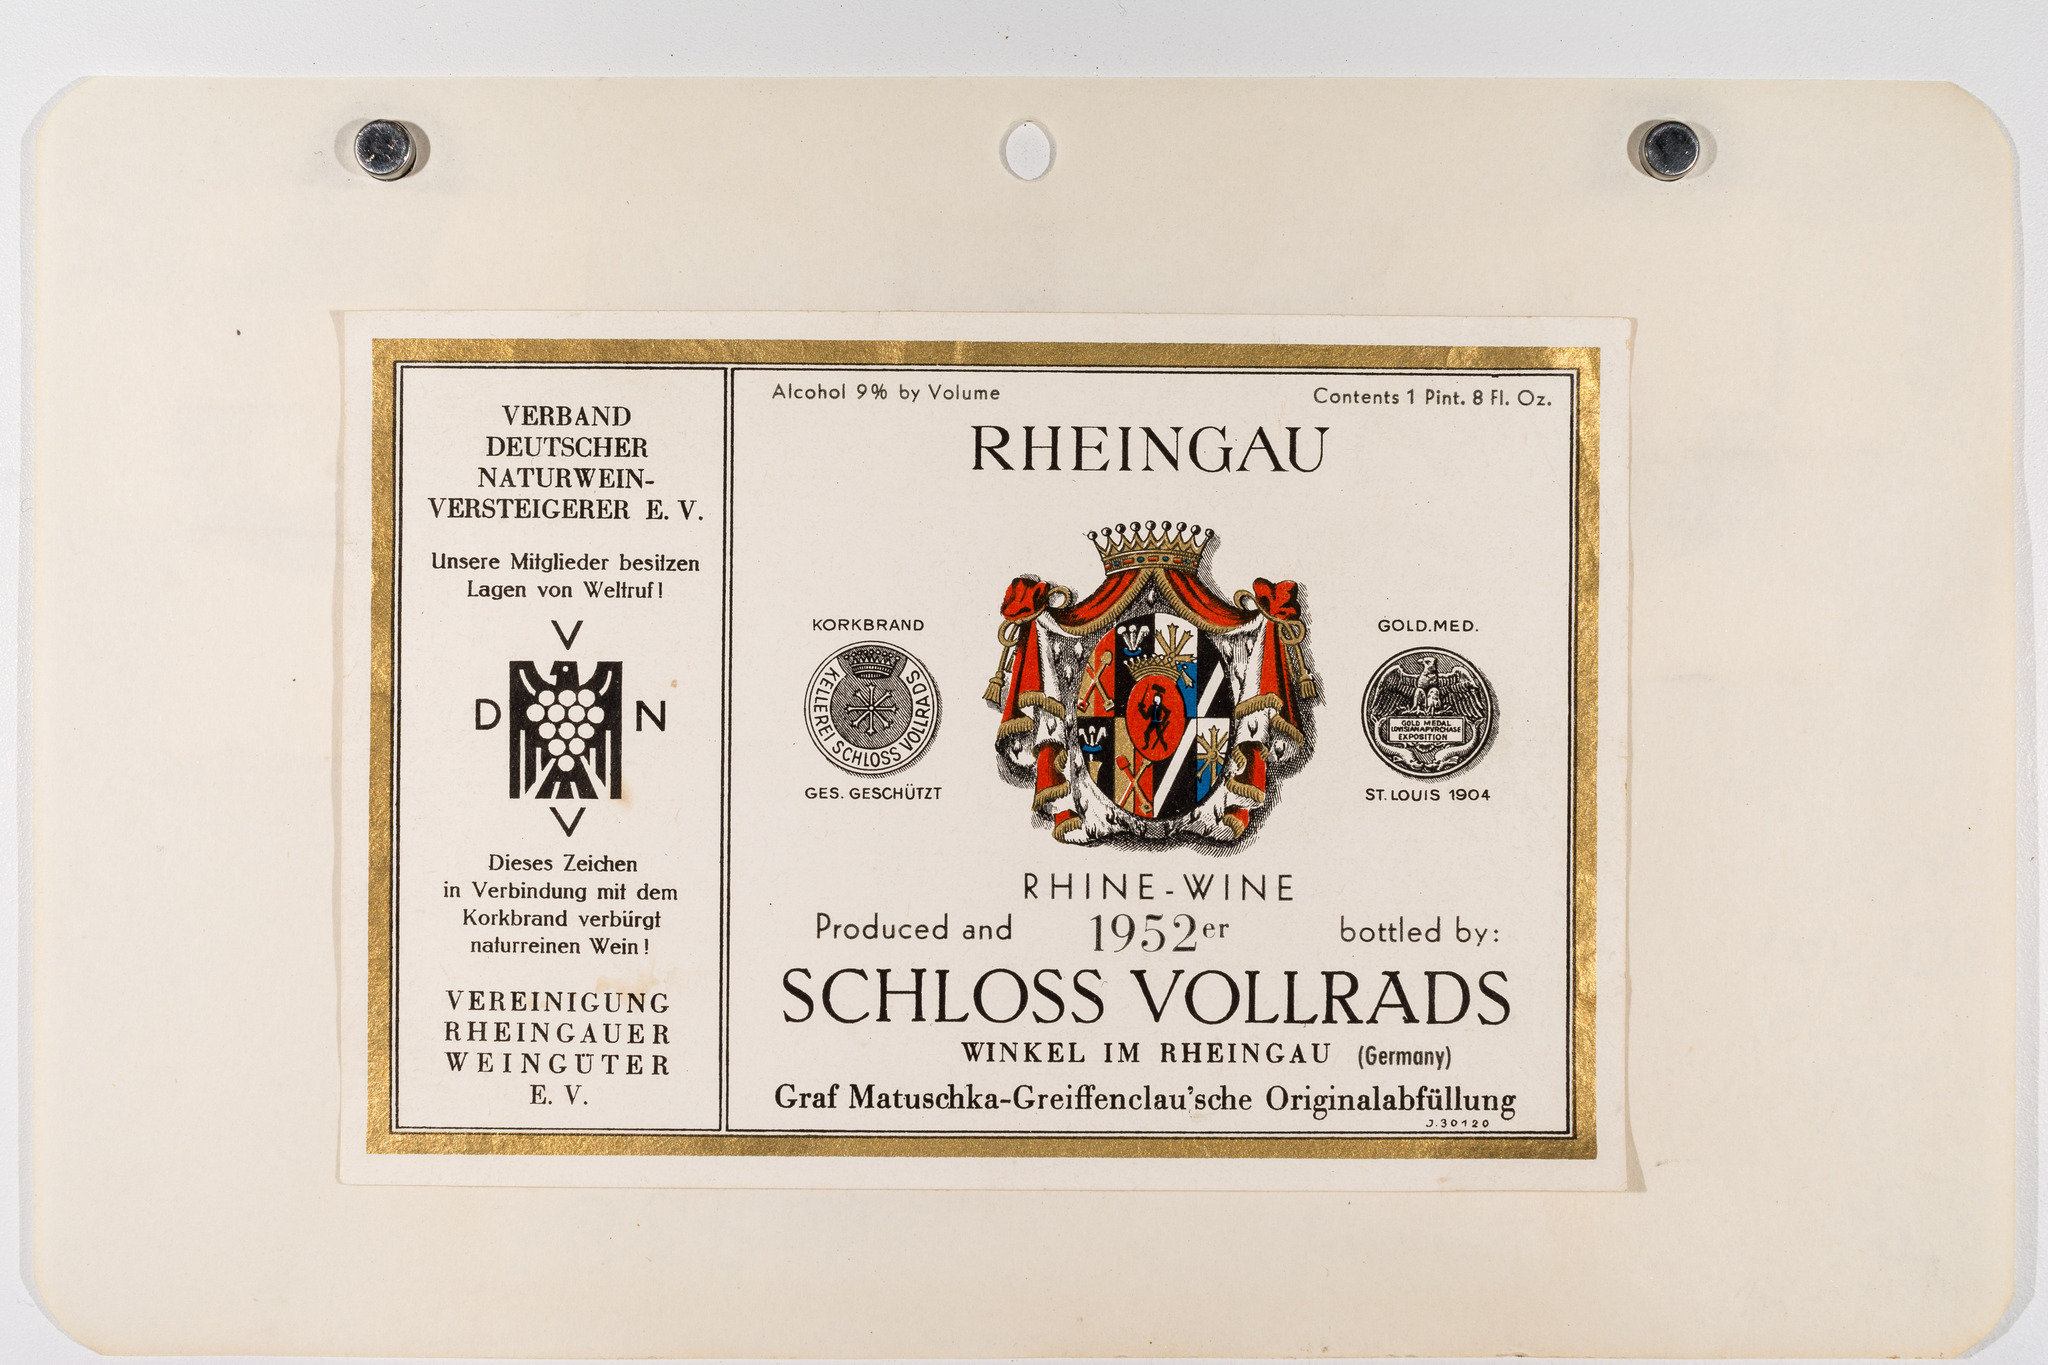 VERBAND
DEUTSCHER
NATURWEIN-
VERSTEIGERER E. V.
Unsere Mitglieder besitzen
Lagen von Weltruf!
V
D N
V
Dieses Zeichen
in Verbindung mit dem
Korkbrand verbürgt
naturreinen Wein!
VEREINIGUNG
RHEINGAUER
WEINGÜTER
E. V.
Alcohol 9% by Volume
Contents 1 Pint. 8 Fl. Oz.
RHEINGAU
KORKBRAND
KELLEREI SCHLOSS VOLLRADS
GES. GESCHÜTZT
GOLD.MED.
GOLD MEDAL
LOVISIANA PVRCHASE
EXPOSITION
ST. LOUIS 1904
RHINE-WINE
Produced and 1952er bottled by:
SCHLOSS VOLLRADS
WINKEL IM RHEINGAU (Germany)
Graf Matuschka-Greiffenclau'sche Originalabfüllung
J.30120